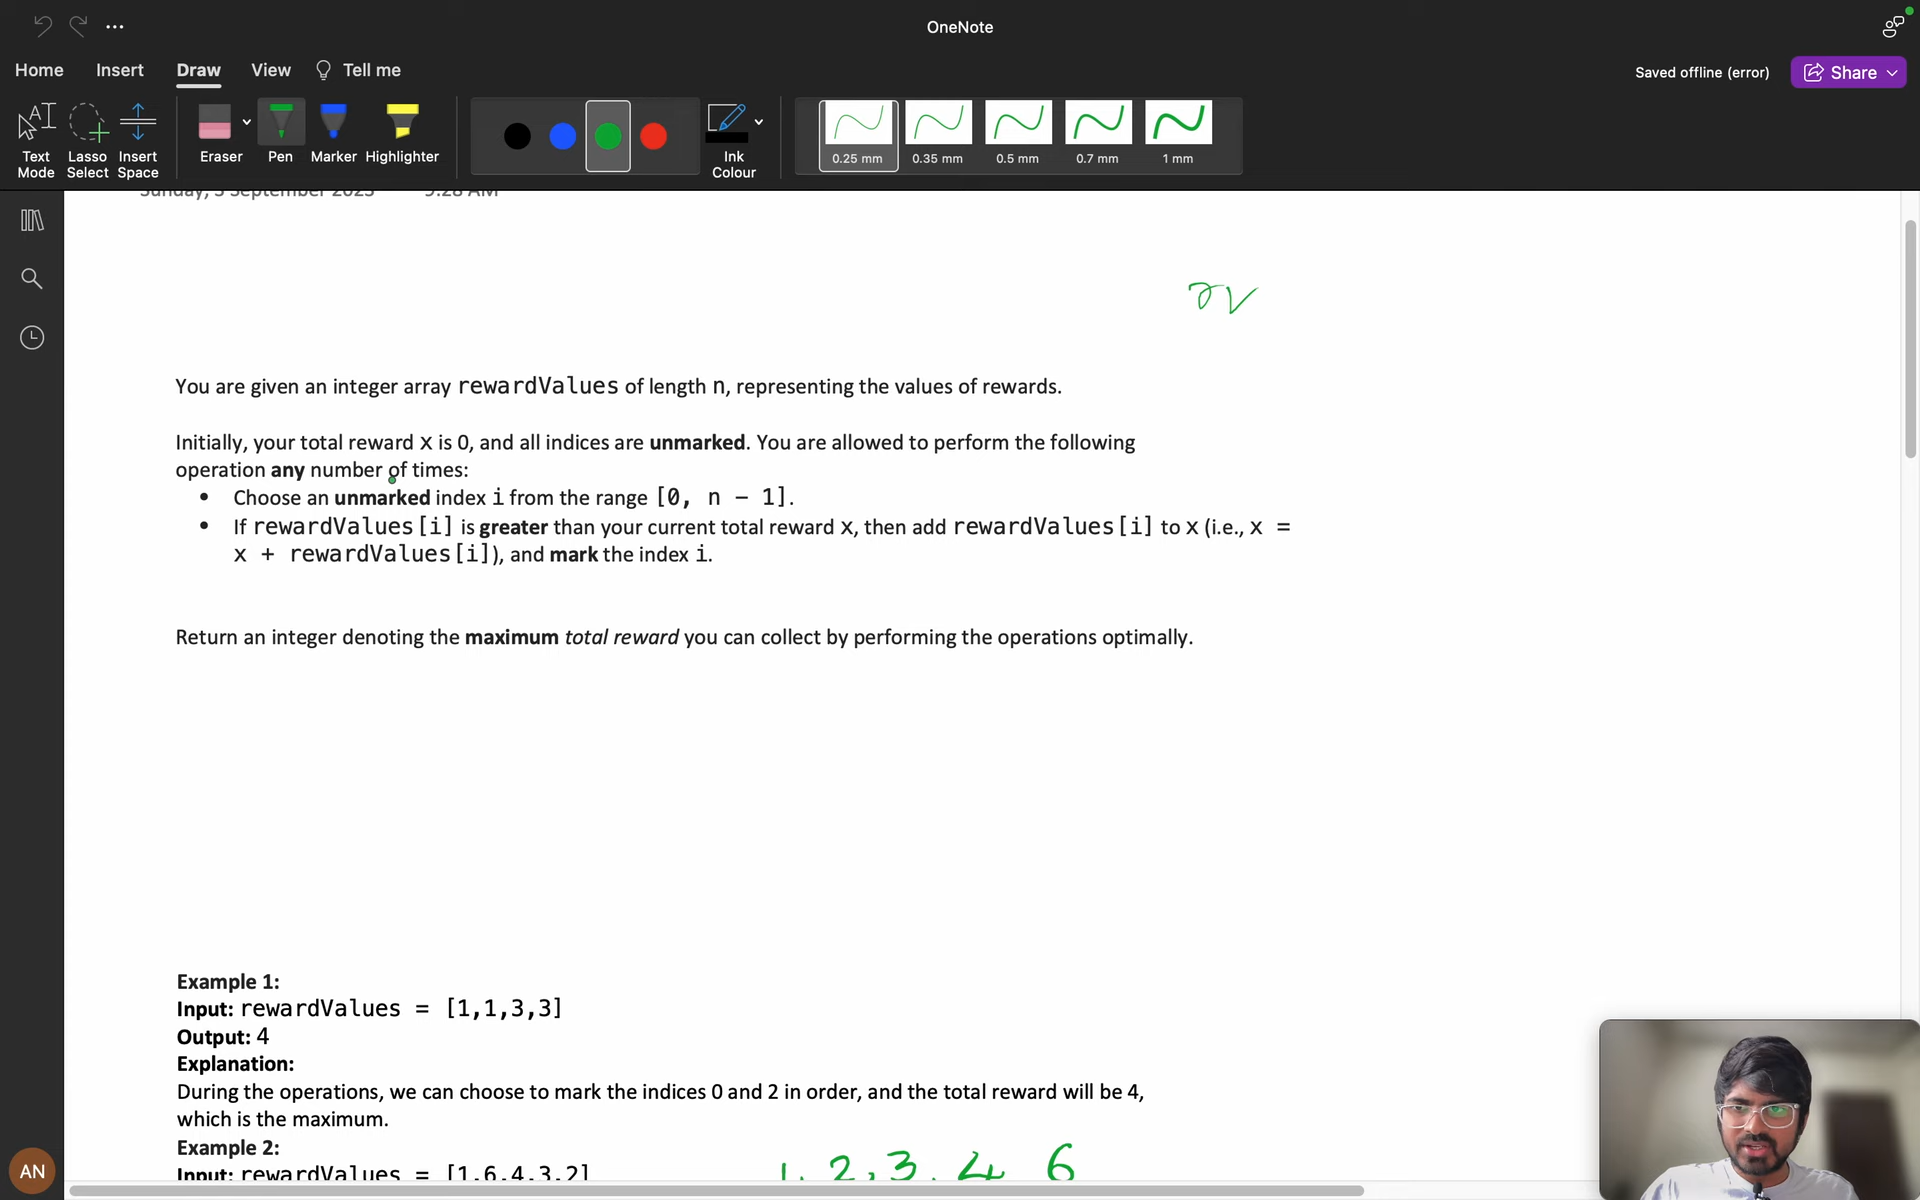 OneNote
Home Insert Draw View Tell me
Saved offline (error) Share
Text Mode
Lasso Select
Insert Space
Eraser
Pen
Marker
Highlighter
Ink Colour
0.25 mm
0.35 mm
0.5 mm
0.7 mm
1 mm
You are given an integer array rewardValues of length n, representing the values of rewards.
Initially, your total reward x is 0, and all indices are unmarked. You are allowed to perform the following
operation any number of times:
• Choose an unmarked index i from the range [0, n - 1].
• If rewardValues[i] is greater than your current total reward x, then add rewardValues[i] to x (i.e., x =
x + rewardValues[i]), and mark the index i.
Return an integer denoting the maximum total reward you can collect by performing the operations optimally.
Example 1:
Input: rewardValues = [1,1,3,3]
Output: 4
Explanation:
During the operations, we can choose to mark the indices 0 and 2 in order, and the total reward will be 4,
which is the maximum.
Example 2:
Input: rewardValues = [1,6,4,3,2]
1, 2, 3, 4 6
AN